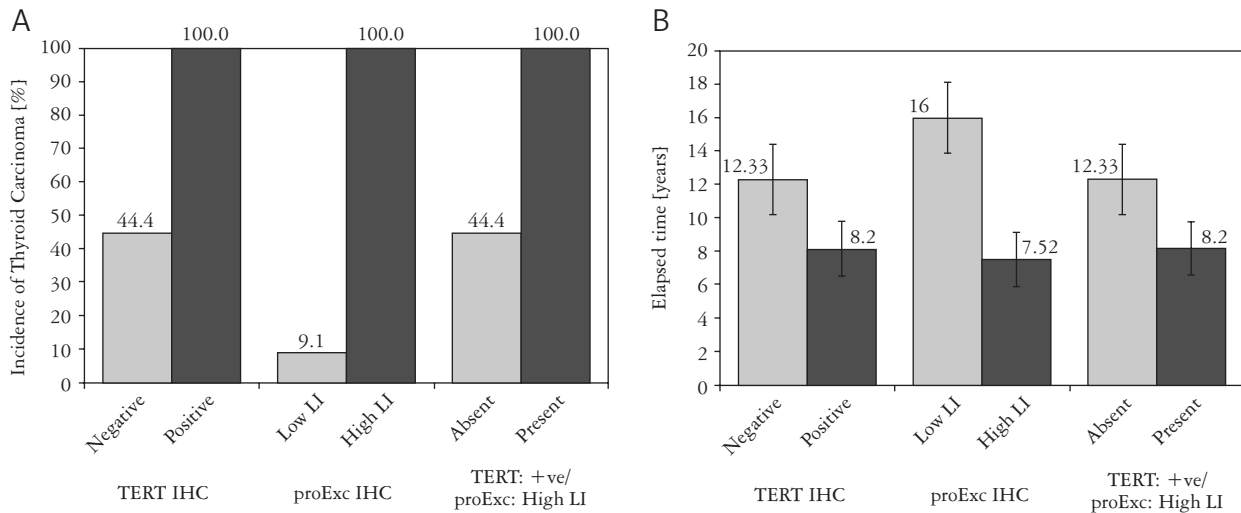 A
Incidence of Thyroid Carcinoma [%]
100
90
80
70
60
50
40
30
20
10
0
44.4
100.0
9.1
100.0
44.4
100.0
Negative
Positive
Low LI
High LI
Absent
Present
TERT IHC
proExc IHC
TERT: +ve/
proExc: High LI
B
Elapsed time [years]
20
18
16
14
12
10
8
6
4
2
0
12.33
8.2
16
7.52
12.33
8.2
Negative
Positive
Low LI
High LI
Absent
Present
TERT IHC
proExc IHC
TERT: +ve/
proExc: High LI